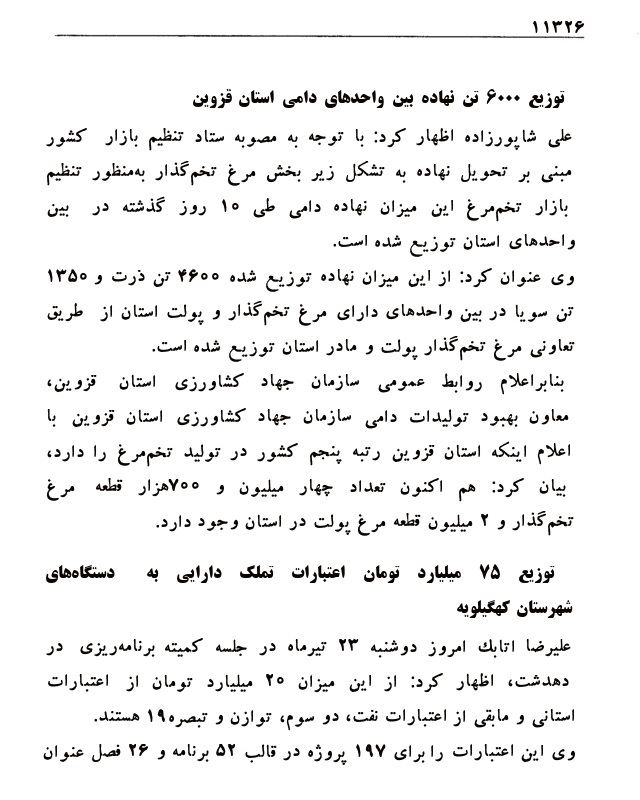 ۱۱۳۲۶
توزیع ۶۰۰۰ تن نهاده بین واحدهای دامی استان قزوین
علی شاپورزاده اظهار کرد: با توجه به مصوبه ستاد تنظیم بازار کشور
مبنی بر تحویل نهاده به تشکل زیر بخش مرغ تخم‌گذار به‌منظور تنظیم
بازار تخم‌مرغ این میزان نهاده دامی طی ۱۰ روز گذشته در بین
واحدهای استان توزیع شده است.
وی عنوان کرد: از این میزان نهاده توزیع شده ۴۶۰۰ تن ذرت و ۱۳۵۰
تن سویا در بین واحدهای دارای مرغ تخم‌گذار و پولت استان از طریق
تعاونی مرغ تخم‌گذار پولت و مادر استان توزیع شده است.
بنابراعلام روابط عمومی سازمان جهاد کشاورزی استان قزوین،
معاون بهبود تولیدات دامی سازمان جهاد کشاورزی استان قزوین با
اعلام اینکه استان قزوین رتبه پنجم کشور در تولید تخم‌مرغ را دارد،
بیان کرد: هم اکنون تعداد چهار میلیون و ۷۰۰هزار قطعه مرغ
تخم‌گذار و ۲ میلیون قطعه مرغ پولت در استان وجود دارد.
توزیع ۷۵ میلیارد تومان اعتبارات تملک دارایی به دستگاه‌های
شهرستان کهگیلویه
علیرضا اتابک امروز دوشنبه ۲۳ تیرماه در جلسه کمیته برنامه‌ریزی در
دهدشت، اظهار کرد: از این میزان ۲۰ میلیارد تومان از اعتبارات
استانی و مابقی از اعتبارات نفت، دو سوم، توازن و تبصره۱۹ هستند.
وی این اعتبارات را برای ۱۹۷ پروژه در قالب ۵۲ برنامه و ۲۶ فصل عنوان